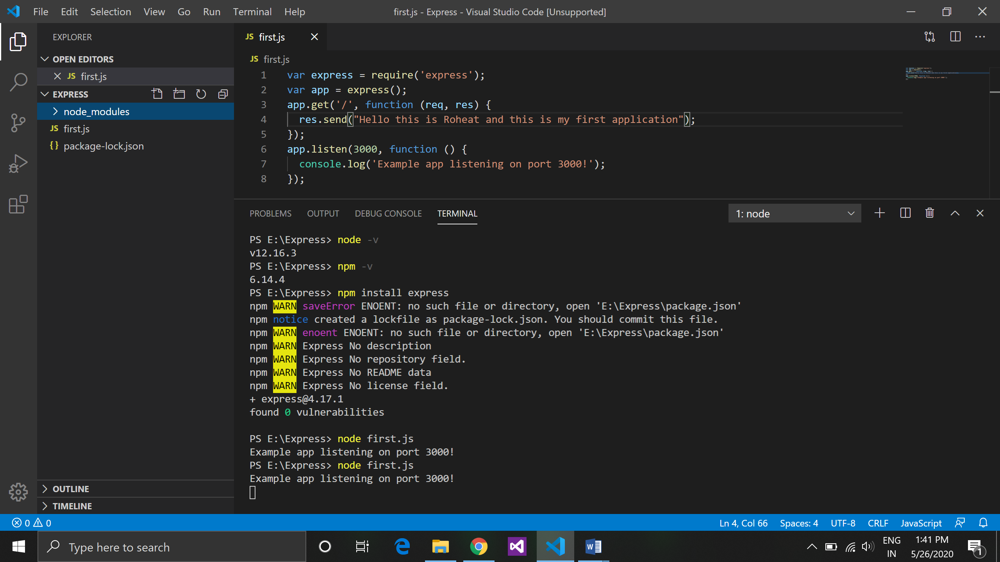 File Edit Selection View Go Run Terminal Help
first.js - Express - Visual Studio Code [Unsupported]
EXPLORER
OPEN EDITORS
JS first.js
EXPRESS
node_modules
JS first.js
{} package-lock.json
OUTLINE
TIMELINE
JS first.js
JS first.js
1 var express = require('express');
2 var app = express();
3 app.get('/', function (req, res) {
4 res.send("Hello this is Roheat and this is my first application");
5 });
6 app.listen(3000, function () {
7 console.log('Example app listening on port 3000!');
8 });
PROBLEMS OUTPUT DEBUG CONSOLE TERMINAL
1: node
PS E:\Express> node -v
v12.16.3
PS E:\Express> npm -v
6.14.4
PS E:\Express> npm install express
npm WARN saveError ENOENT: no such file or directory, open 'E:\Express\package.json'
npm notice created a lockfile as package-lock.json. You should commit this file.
npm WARN enoent ENOENT: no such file or directory, open 'E:\Express\package.json'
npm WARN Express No description
npm WARN Express No repository field.
npm WARN Express No README data
npm WARN Express No license field.
+ express@4.17.1
found 0 vulnerabilities
PS E:\Express> node first.js
Example app listening on port 3000!
PS E:\Express> node first.js
Example app listening on port 3000!
0 0
Ln 4, Col 66 Spaces: 4 UTF-8 CRLF JavaScript
Type here to search
ENG
IN
1:41 PM
5/26/2020
1